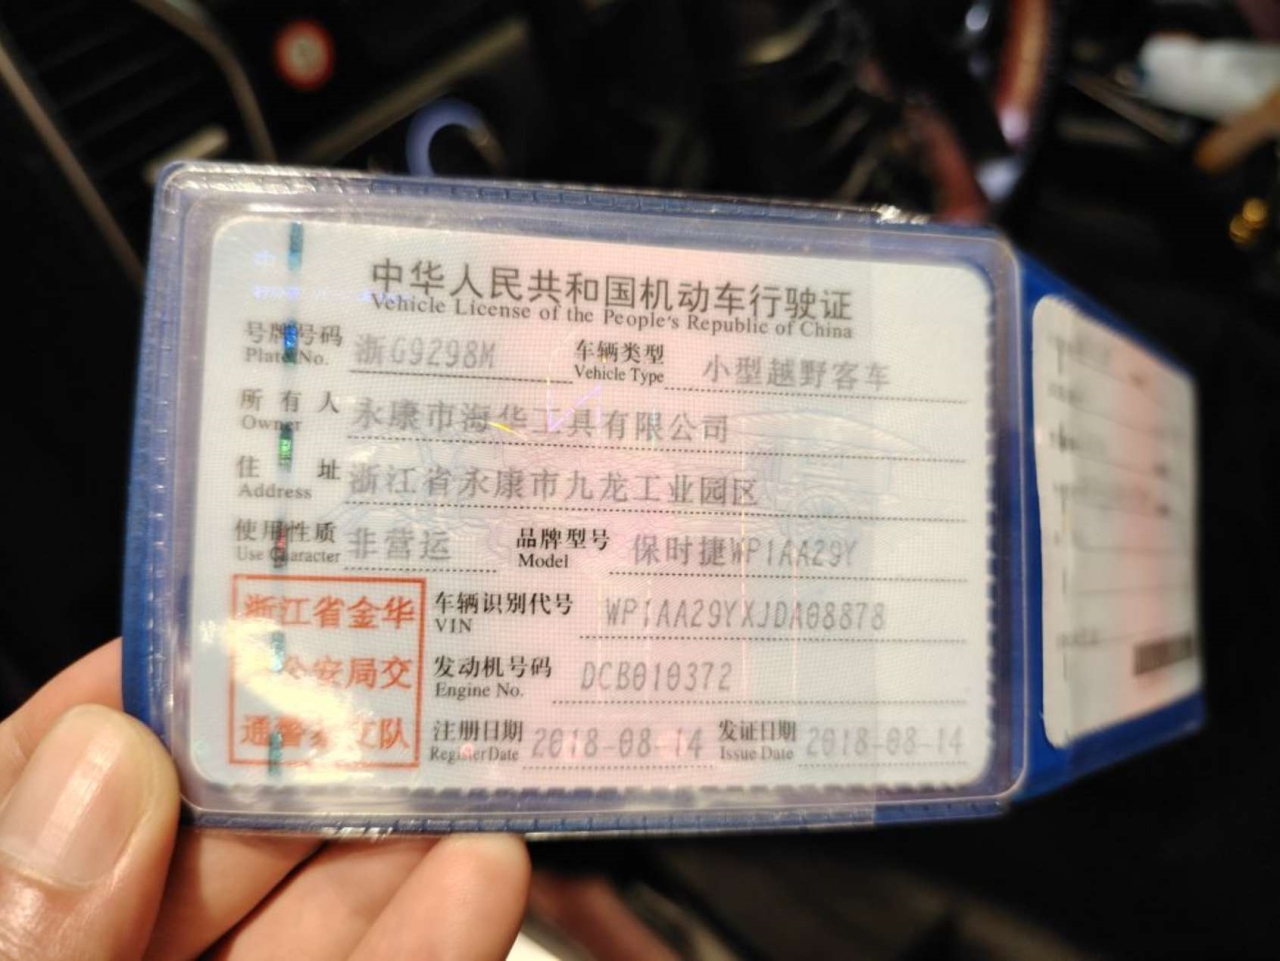 中华人民共和国机动车行驶证
Vehicle License of the People's Republic of China
号牌号码 浙G9298M 车辆类型 小型越野客车
Plate No. Vehicle Type
所有人 永康市海华工具有限公司
Owner
住址 浙江省永康市九龙工业园区
Address
使用性质 非营运 品牌型号 保时捷WP1AA29Y
Use Character Model
浙江省金华
公安局交
通警察支队
车辆识别代号 WP1AA29YXJDA08878
VIN
发动机号码 DCB010372
Engine No.
注册日期 2018-08-14 发证日期 2018-08-14
Register Date Issue Date